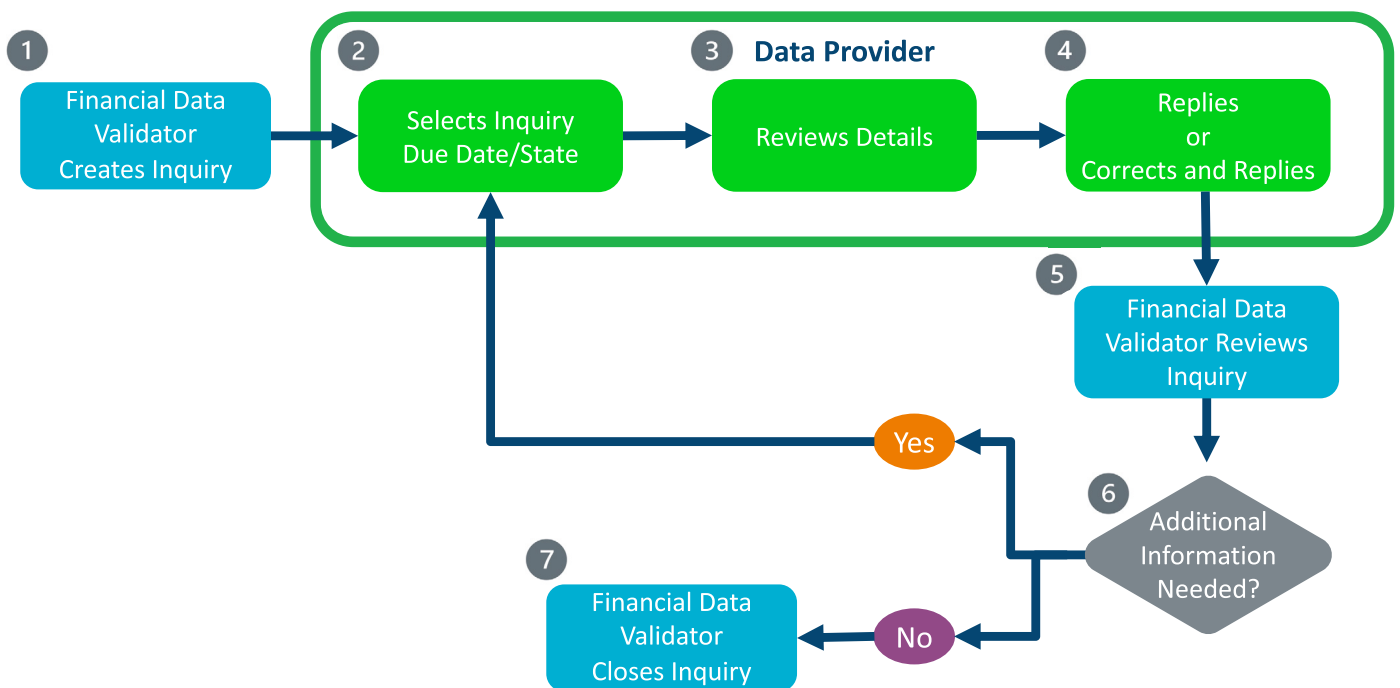 1
Financial Data
Validator
Creates Inquiry
Data Provider
2
Selects Inquiry
Due Date/State
3
Reviews Details
4
Replies
or
Corrects and Replies
5
Financial Data
Validator Reviews
Inquiry
6
Additional
Information
Needed?
Yes
No
7
Financial Data
Validator
Closes Inquiry